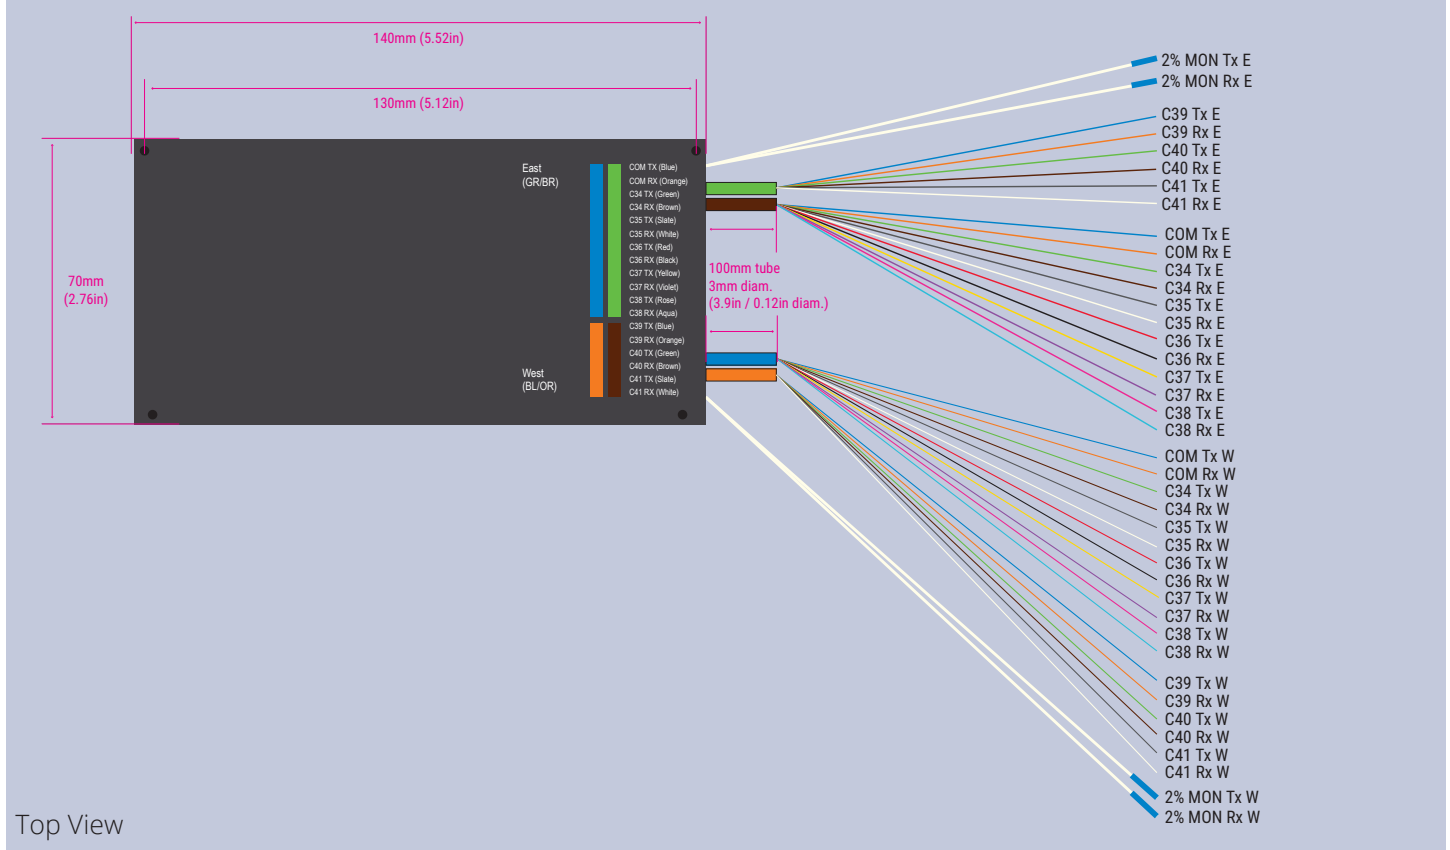 140mm (5.52in)
130mm (5.12in)
70mm
(2.76in)
East
(GR/BR)
West
(BL/OR)
COM TX (Blue)
COM RX (Orange)
C34 TX (Green)
C34 RX (Brown)
C35 TX (Slate)
C35 RX (White)
C36 TX (Red)
C36 RX (Black)
C37 TX (Yellow)
C37 RX (Violet)
C38 TX (Rose)
C38 RX (Aqua)
C39 TX (Blue)
C39 RX (Orange)
C40 TX (Green)
C40 RX (Brown)
C41 TX (Slate)
C41 RX (White)
100mm tube
3mm diam.
(3.9in / 0.12in diam.)
2% MON Tx E
2% MON Rx E
C39 Tx E
C39 Rx E
C40 Tx E
C40 Rx E
C41 Tx E
C41 Rx E
COM Tx E
COM Rx E
C34 Tx E
C34 Rx E
C35 Tx E
C35 Rx E
C36 Tx E
C36 Rx E
C37 Tx E
C37 Rx E
C38 Tx E
C38 Rx E
COM Tx W
COM Rx W
C34 Tx W
C34 Rx W
C35 Tx W
C35 Rx W
C36 Tx W
C36 Rx W
C37 Tx W
C37 Rx W
C38 Tx W
C38 Rx W
C39 Tx W
C39 Rx W
C40 Tx W
C40 Rx W
C41 Tx W
C41 Rx W
2% MON Tx W
2% MON Rx W
Top View